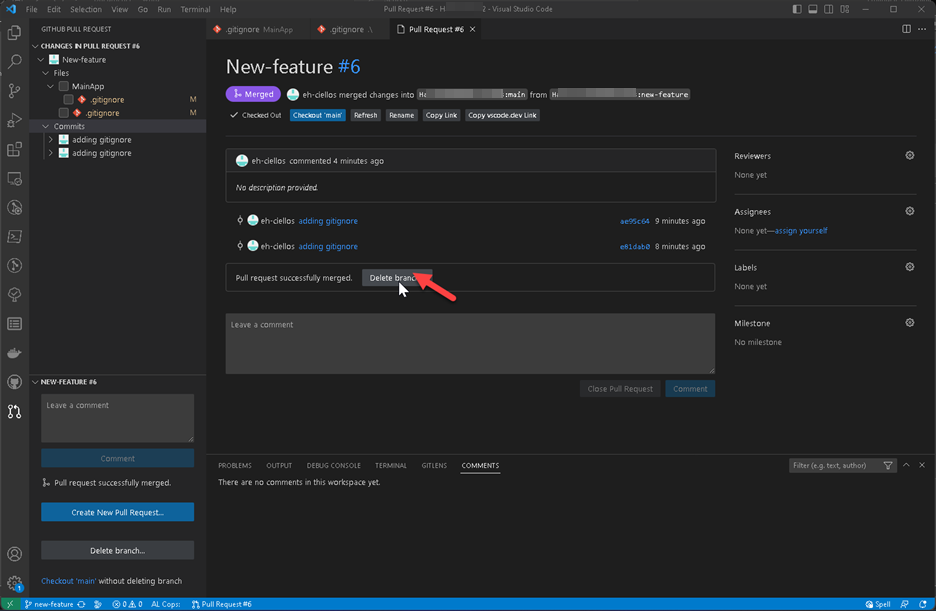 File Edit Selection View Go Run Terminal Help
Pull Request #6 - H 2 - Visual Studio Code
GITHUB PULL REQUEST
.gitignore MainApp
.gitignore .\
Pull Request #6
CHANGES IN PULL REQUEST #6
New-feature
Files
MainApp
.gitignore M
.gitignore M
Commits
adding gitignore
adding gitignore
New-feature #6
Merged eh-ciellos merged changes into :main from :new-feature
Checked Out Checkout 'main' Refresh Rename Copy Link Copy vscode.dev Link
eh-ciellos commented 4 minutes ago
No description provided.
eh-ciellos adding gitignore ae95c64 9 minutes ago
eh-ciellos adding gitignore e01dab0 8 minutes ago
Pull request successfully merged. Delete branch
Leave a comment
Close Pull Request Comment
Reviewers
None yet
Assignees
None yet—assign yourself
Labels
None yet
Milestone
No milestone
NEW-FEATURE #6
Leave a comment
Comment
Pull request successfully merged.
Create New Pull Request...
Delete branch...
Checkout 'main' without deleting branch
PROBLEMS OUTPUT DEBUG CONSOLE TERMINAL GITLENS COMMENTS
Filter (e.g. text, author)
There are no comments in this workspace yet.
1
new-feature 0 0 AL Cops: Pull Request #6 Spell